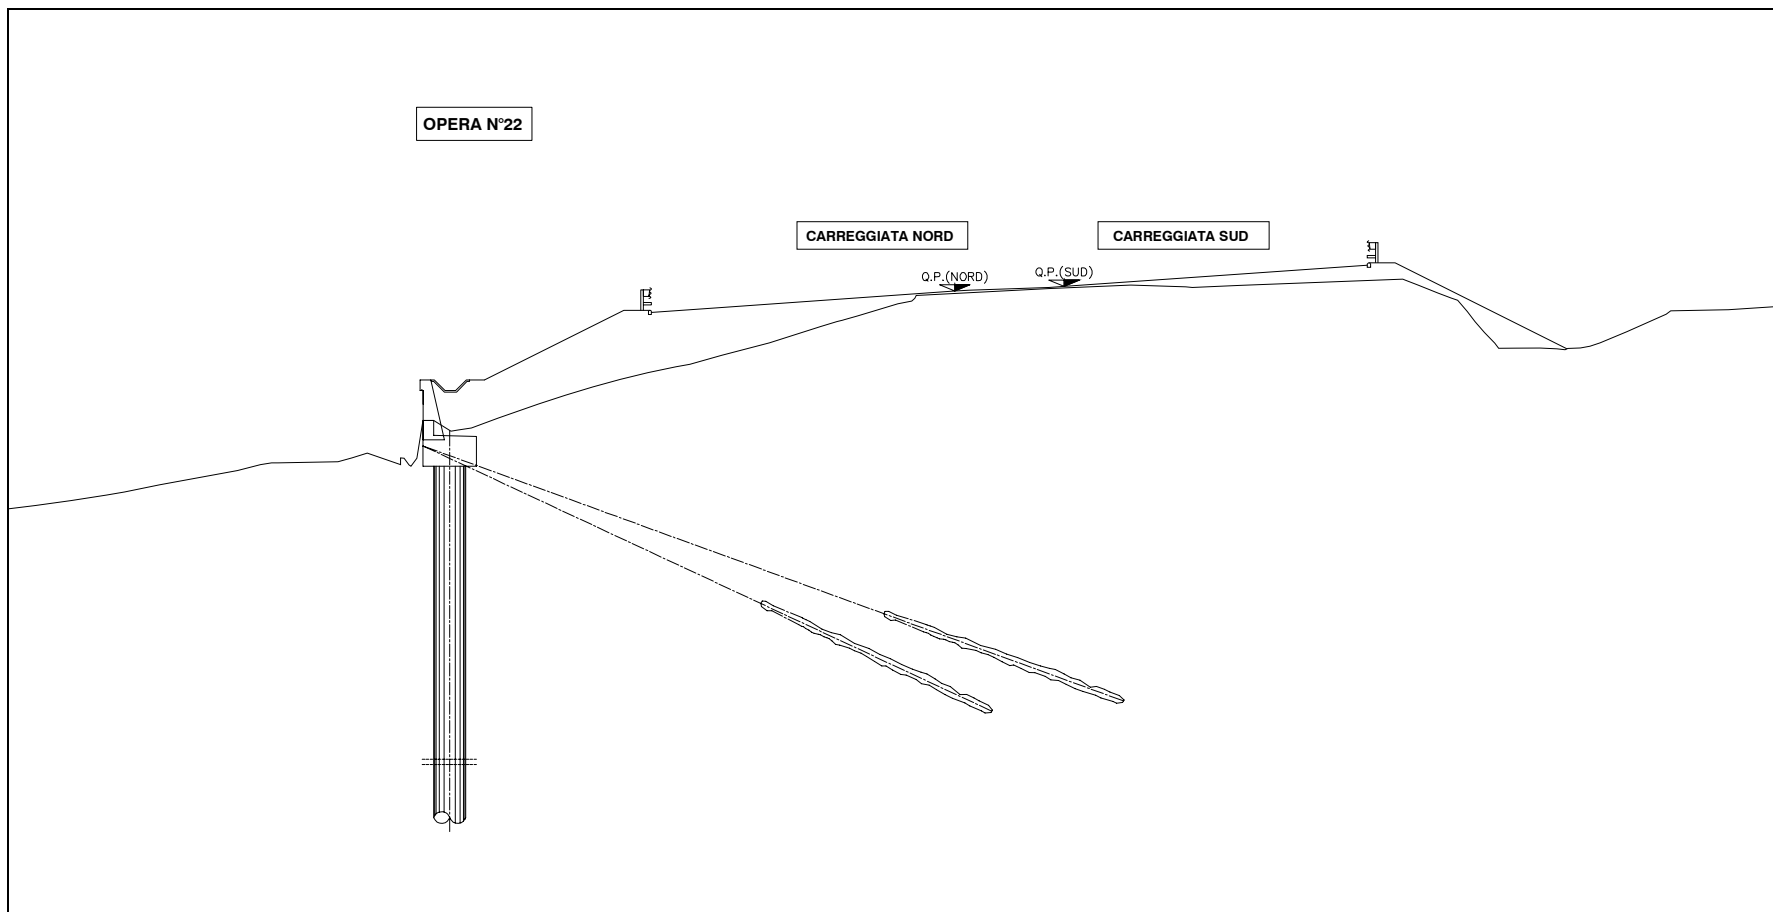 OPERA N°22
CARREGGIATA NORD
CARREGGIATA SUD
Q.P.(NORD)
Q.P.(SUD)